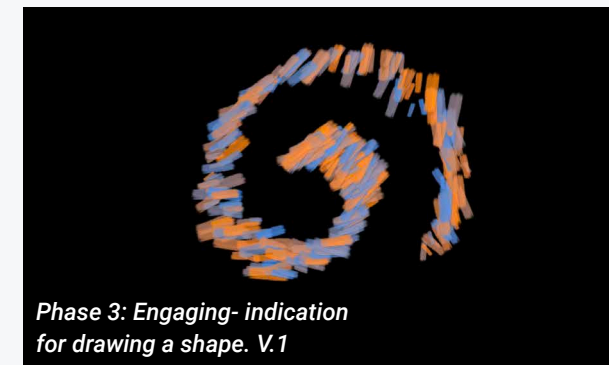 Phase 3: Engaging- indication
for drawing a shape. V.1